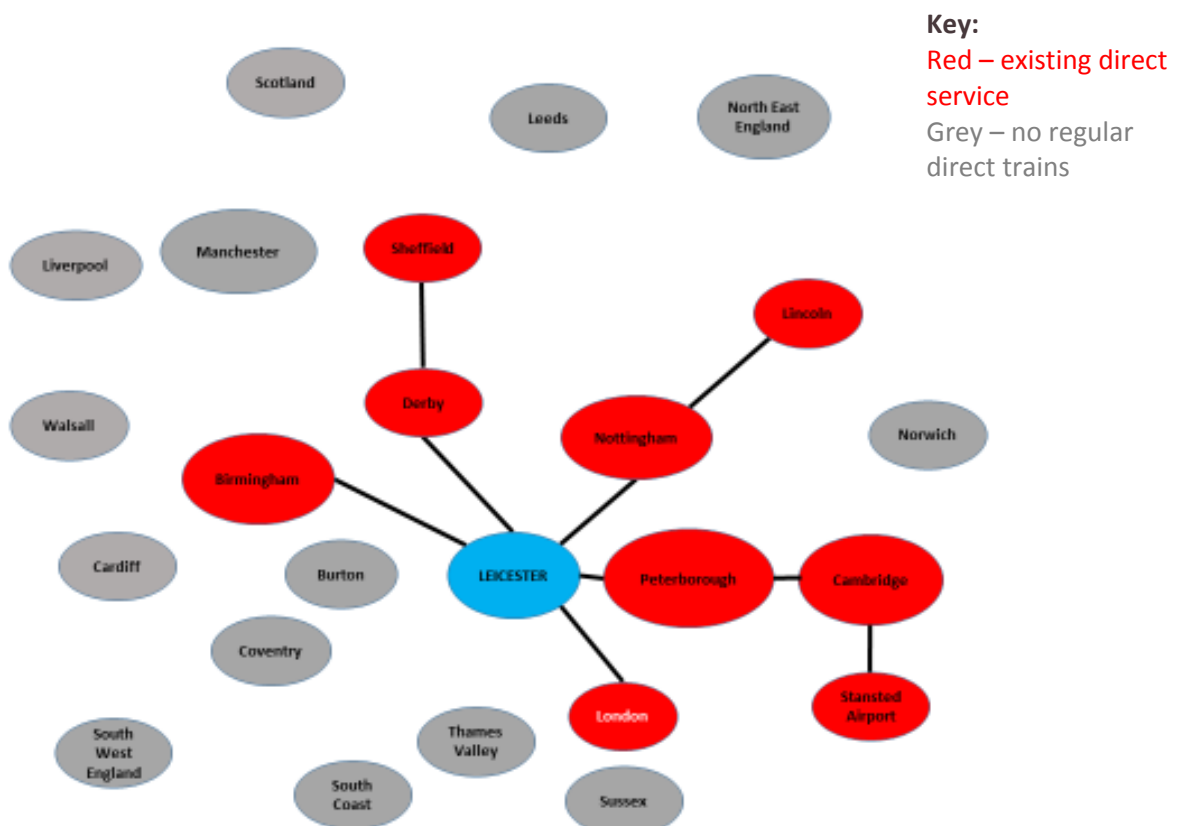 Key:
Red – existing direct
service
Grey – no regular
direct trains
Scotland
Leeds
North East
England
Liverpool
Manchester
Sheffield
Lincoln
Walsall
Derby
Nottingham
Norwich
Birmingham
Cardiff
Burton
LEICESTER
Peterborough
Cambridge
Coventry
London
Stansted
Airport
South
West
England
Thames
Valley
South
Coast
Sussex